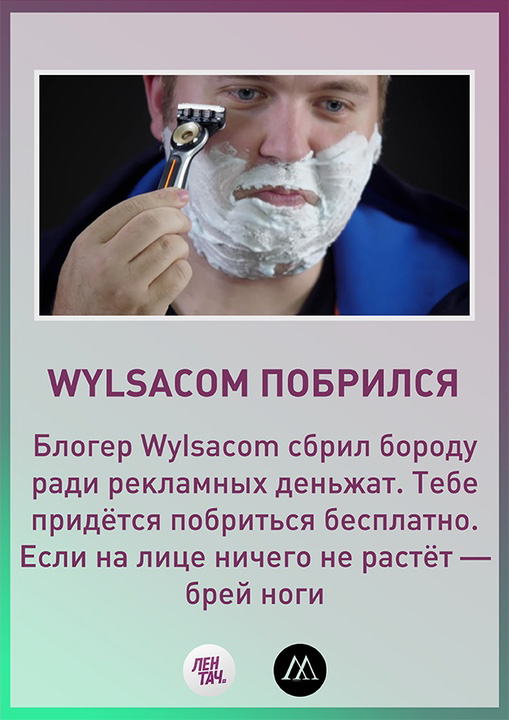 WYLSACOM ПОБРИЛСЯ
Блогер Wylsacom сбрил бороду
ради рекламных деньжат. Тебе
придётся побриться бесплатно.
Если на лице ничего не растёт —
брей ноги
ЛЕН
ТАЧ